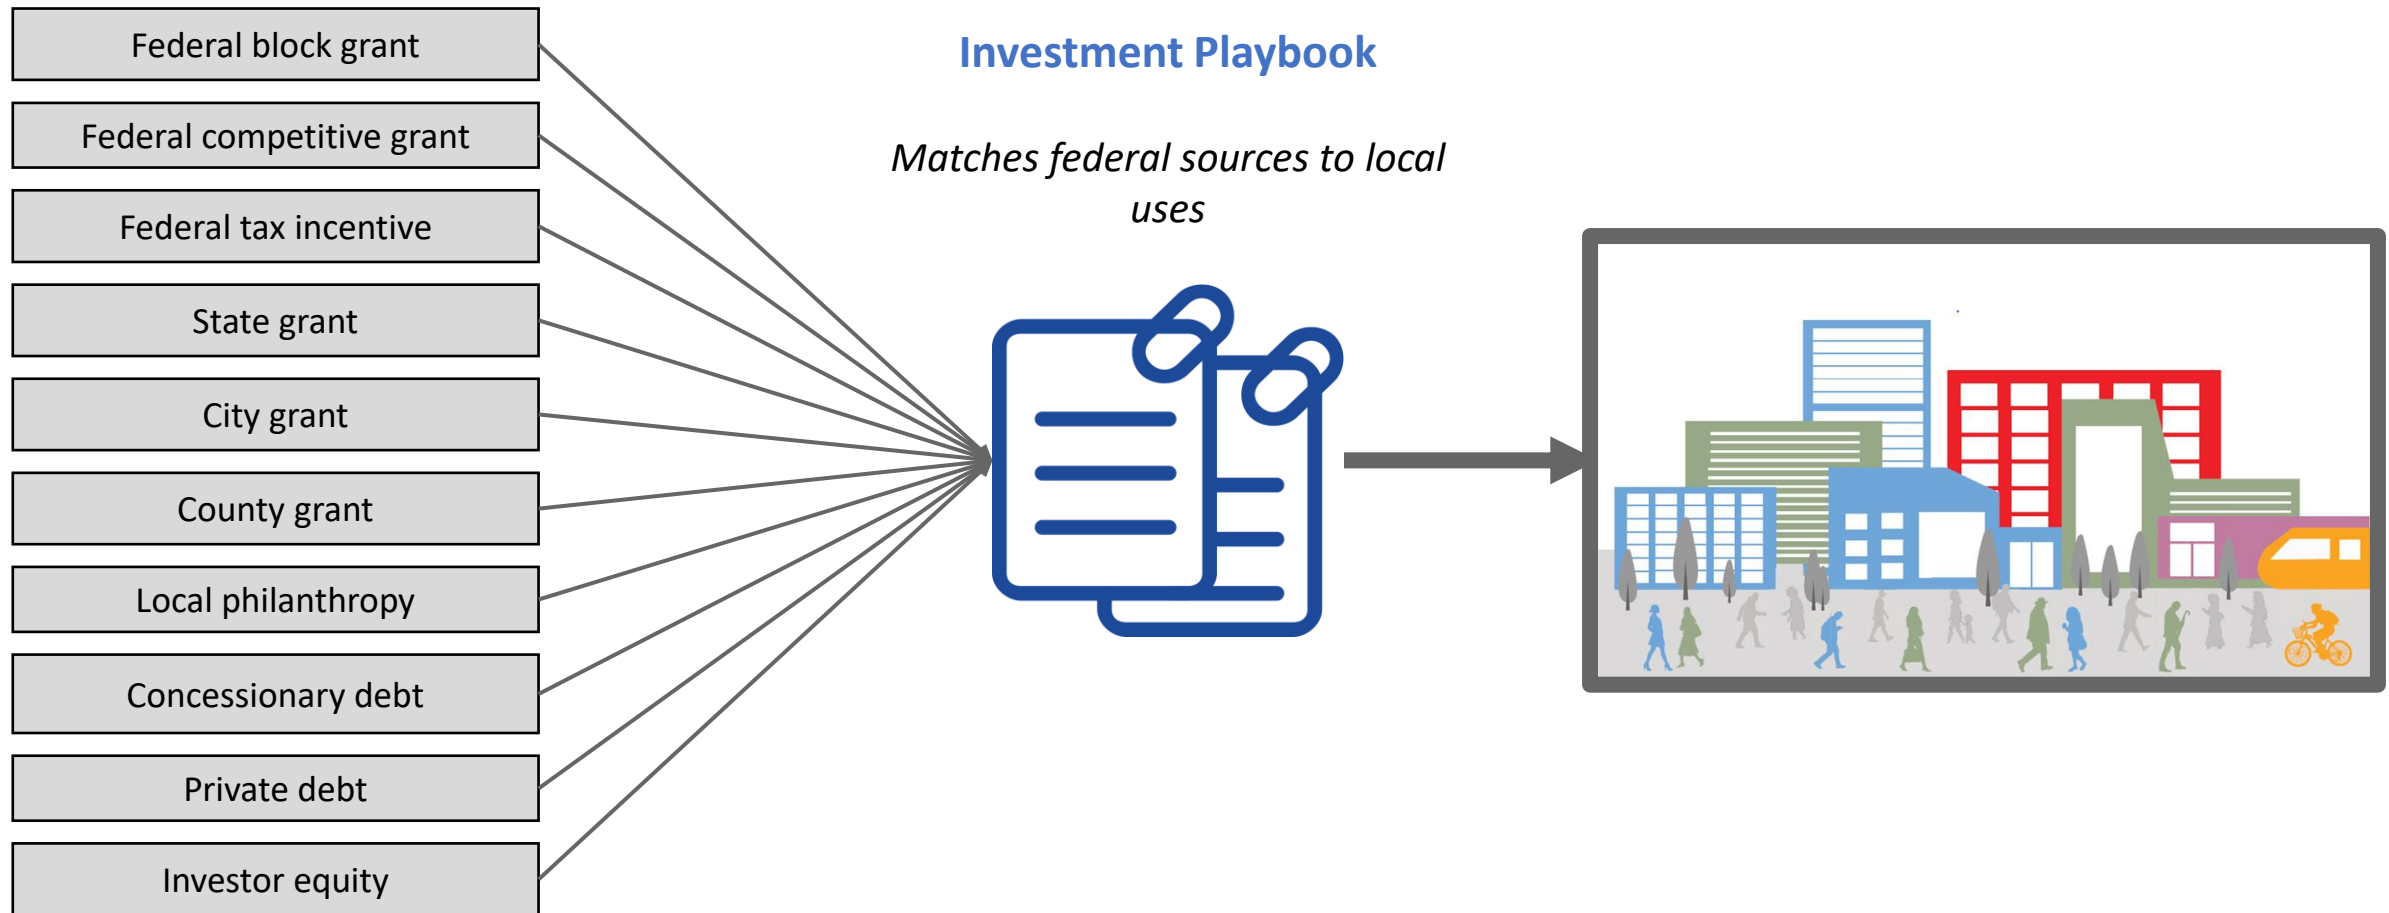 Federal block grant
Federal competitive grant
Federal tax incentive
State grant
City grant
County grant
Local philanthropy
Concessionary debt
Private debt
Investor equity
Investment Playbook
Matches federal sources to local
uses